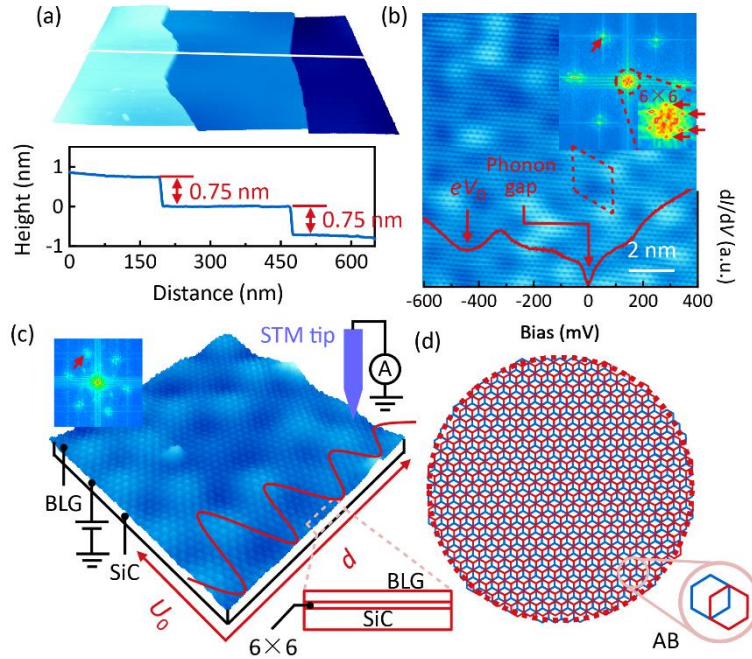 (a)
Height (nm)
1
0
-1
0.75 nm
0.75 nm
0
150
300
450
600
Distance (nm)
(b)
6×6
eV_D
Phonon
gap
2 nm
dI/dV (a.u.)
-600
-400
-200
0
200
400
Bias (mV)
(c)
STM tip
A
BLG
SiC
U₀
d
BLG
SiC
6×6
(d)
AB